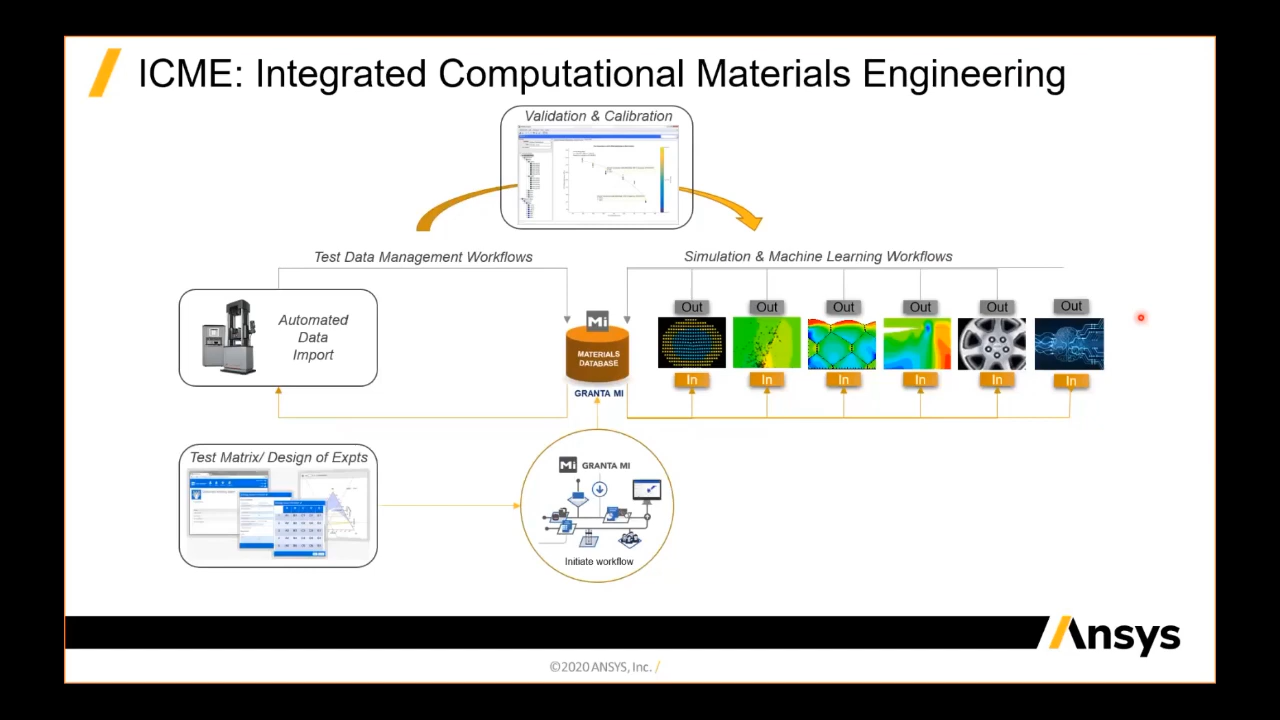 ICME: Integrated Computational Materials Engineering
Validation & Calibration
Test Data Management Workflows
Simulation & Machine Learning Workflows
Automated
Data
Import
Mi
MATERIALS
DATABASE
GRANTA MI
Out
Out
Out
Out
Out
Out
In
In
In
In
In
In
Test Matrix/ Design of Expts
Mi GRANTA MI
Initiate workflow
Ansys
©2020 ANSYS, Inc. /